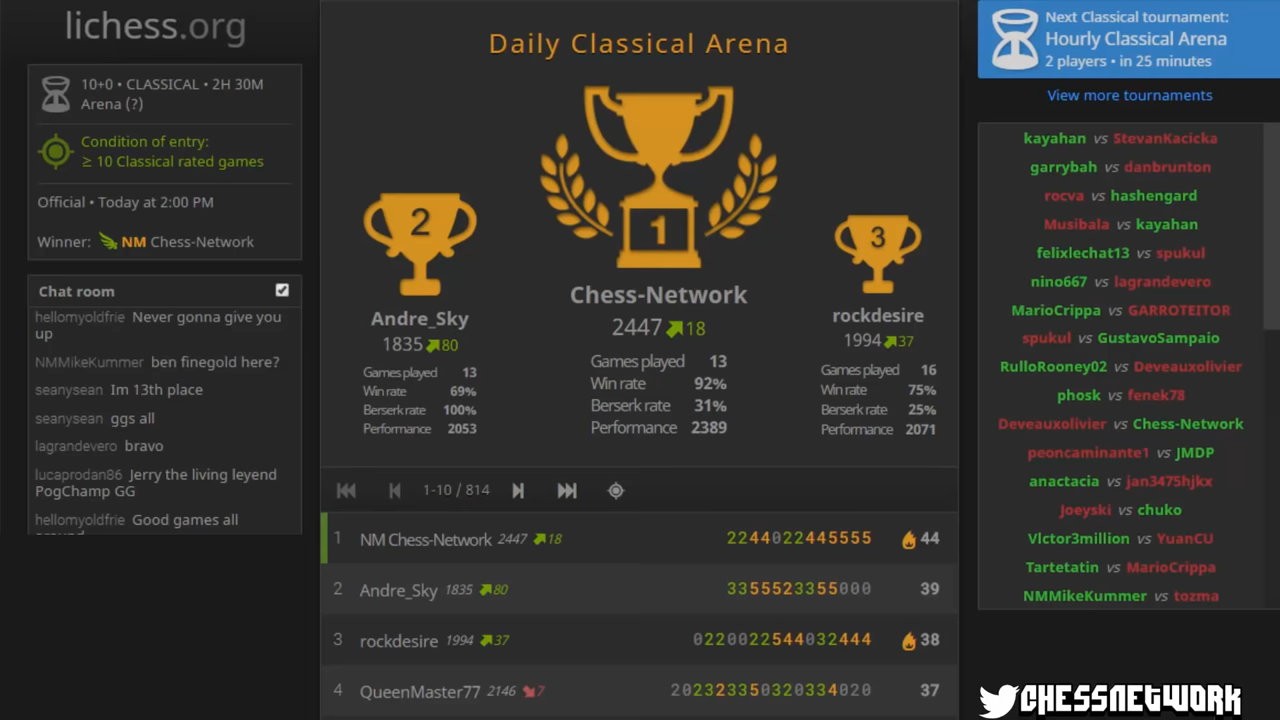 lichess.org
10+0 • CLASSICAL • 2H 30M
Arena (?)
Condition of entry:
≥ 10 Classical rated games
Official • Today at 2:00 PM
Winner: NM Chess-Network
Chat room
hellomyoldfrie Never gonna give you
up
NMMikeKummer ben finegold here?
seanysean Im 13th place
seanysean ggs all
lagrandevero bravo
lucaprodan86 Jerry the living leyend
PogChamp GG
hellomyoldfrie Good games all
Daily Classical Arena
2
1
3
Andre_Sky
1835 80
Games played 13
Win rate 69%
Berserk rate 100%
Performance 2053
Chess-Network
2447 18
Games played 13
Win rate 92%
Berserk rate 31%
Performance 2389
rockdesire
1994 37
Games played 16
Win rate 75%
Berserk rate 25%
Performance 2071
1-10 / 814
1 NM Chess-Network 2447 18 2244022445555 44
2 Andre_Sky 1835 80 3355523355000 39
3 rockdesire 1994 37 0220022544032444 38
4 QueenMaster77 2146 7 202323350320334020 37
Next Classical tournament:
Hourly Classical Arena
2 players • in 25 minutes
View more tournaments
kayahan vs StevanKacicka
garrybah vs danbrunton
rocva vs hashengard
Musibala vs kayahan
felixlechat13 vs spukul
nino667 vs lagrandevero
MarioCrippa vs GARROTEITOR
spukul vs GustavoSampaio
RulloRooney02 vs Deveauxolivier
phosk vs fenek78
Deveauxolivier vs Chess-Network
peoncaminante1 vs JMDP
anactacia vs jan3475hjkx
Joeyski vs chuko
Vlctor3million vs YuanCU
Tartetatin vs MarioCrippa
NMMikeKummer vs tozma
CHESSNETWORK